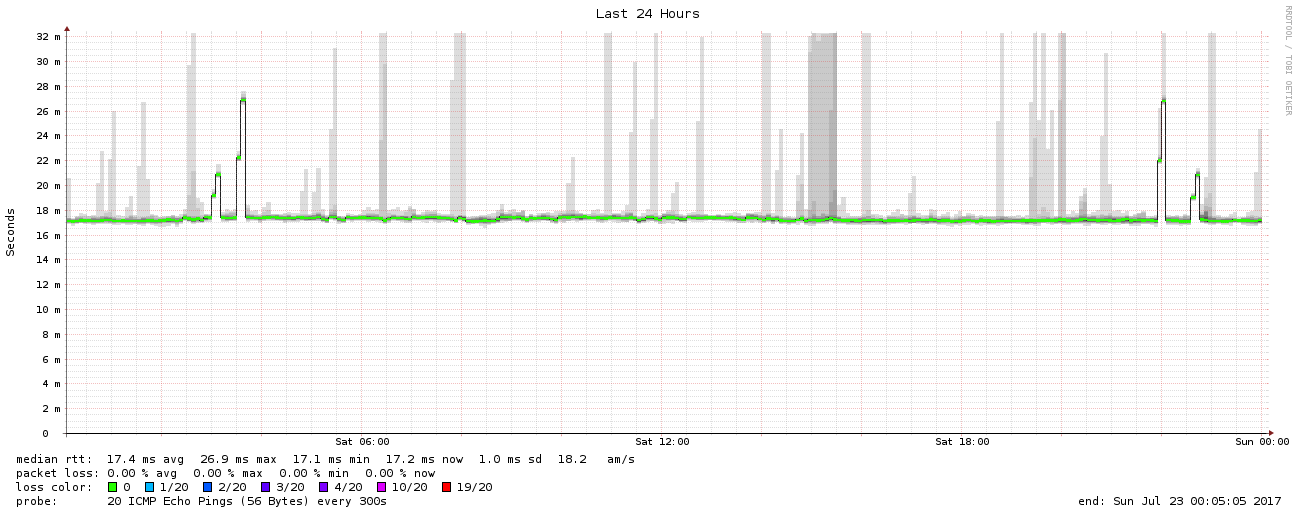 Last 24 Hours
RRDTOOL / TOBI OETIKER
Seconds
32 m
30 m
28 m
26 m
24 m
22 m
20 m
18 m
16 m
14 m
12 m
10 m
8 m
6 m
4 m
2 m
0
Sat 06:00 Sat 12:00 Sat 18:00 Sun 00:00
median rtt: 17.4 ms avg 26.9 ms max 17.1 ms min 17.2 ms now 1.0 ms sd 18.2 am/s
packet loss: 0.00 % avg 0.00 % max 0.00 % min 0.00 % now
loss color: 0 1/20 2/20 3/20 4/20 10/20 19/20
probe: 20 ICMP Echo Pings (56 Bytes) every 300s end: Sun Jul 23 00:05:05 2017